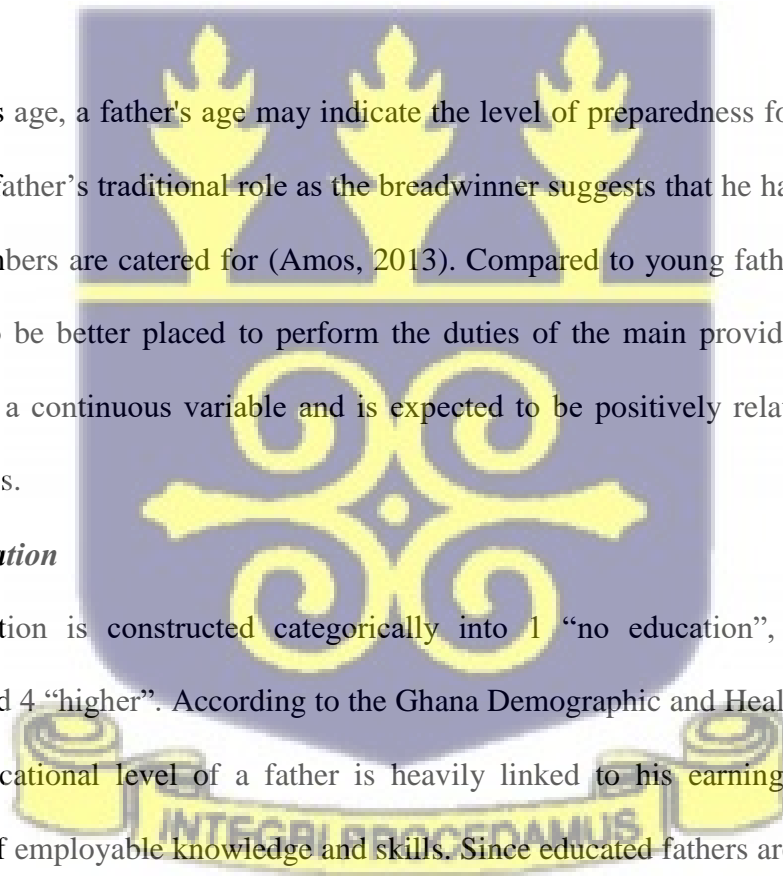 s age, a father's age may indicate the level of preparedness fo
father’s traditional role as the breadwinner suggests that he ha
nbers are catered for (Amos, 2013). Compared to young fath
be better placed to perform the duties of the main provid
a continuous variable and is expected to be positively rela
s.
ation
tion is constructed categorically into 1 “no education”,
d 4 “higher”. According to the Ghana Demographic and Heal
cational level of a father is heavily linked to his earning
f employable knowledge and skills. Since educated fathers ar
INTEGRI PROCEDAMUS